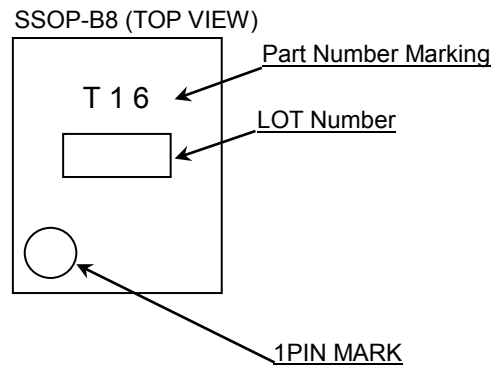 SSOP-B8 (TOP VIEW)
Part Number Marking
T 1 6
LOT Number
1PIN MARK